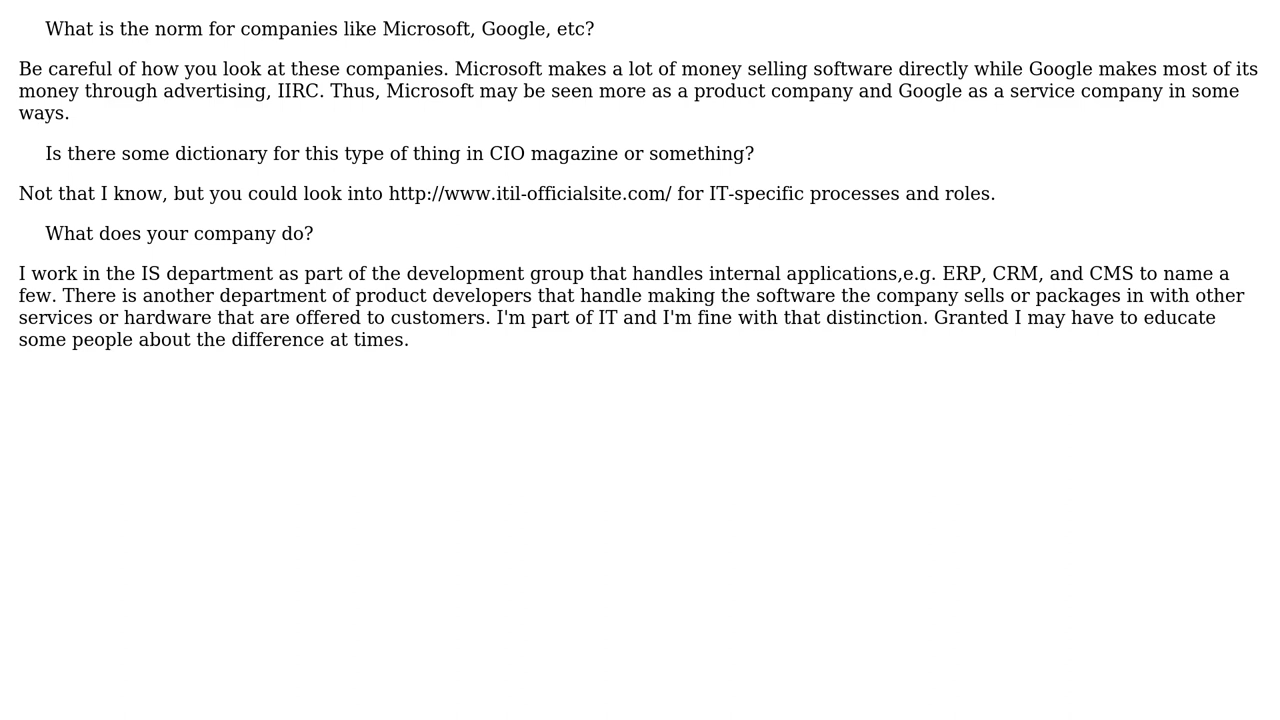 What is the norm for companies like Microsoft, Google, etc?
Be careful of how you look at these companies. Microsoft makes a lot of money selling software directly while Google makes most of its
money through advertising, IIRC. Thus, Microsoft may be seen more as a product company and Google as a service company in some
ways.
Is there some dictionary for this type of thing in CIO magazine or something?
Not that I know, but you could look into http://www.itil-officialsite.com/ for IT-specific processes and roles.
What does your company do?
I work in the IS department as part of the development group that handles internal applications,e.g. ERP, CRM, and CMS to name a
few. There is another department of product developers that handle making the software the company sells or packages in with other
services or hardware that are offered to customers. I'm part of IT and I'm fine with that distinction. Granted I may have to educate
some people about the difference at times.